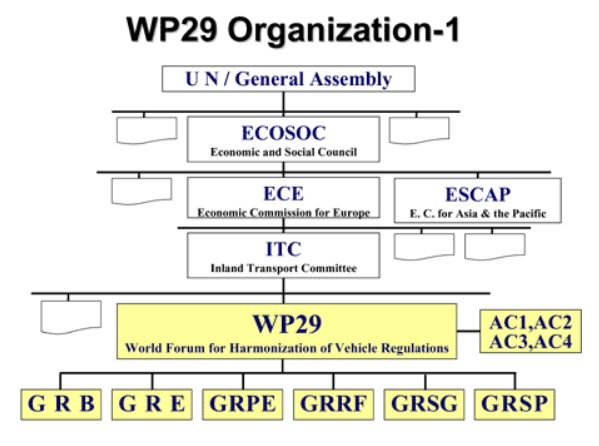 WP29 Organization-1
U N / General Assembly
ECOSOC
Economic and Social Council
ECE
Economic Commission for Europe
ESCAP
E. C. for Asia & the Pacific
ITC
Inland Transport Committee
WP29
World Forum for Harmonization of Vehicle Regulations
AC1,AC2
AC3,AC4
G R B
G R E
GRPE
GRRF
GRSG
GRSP